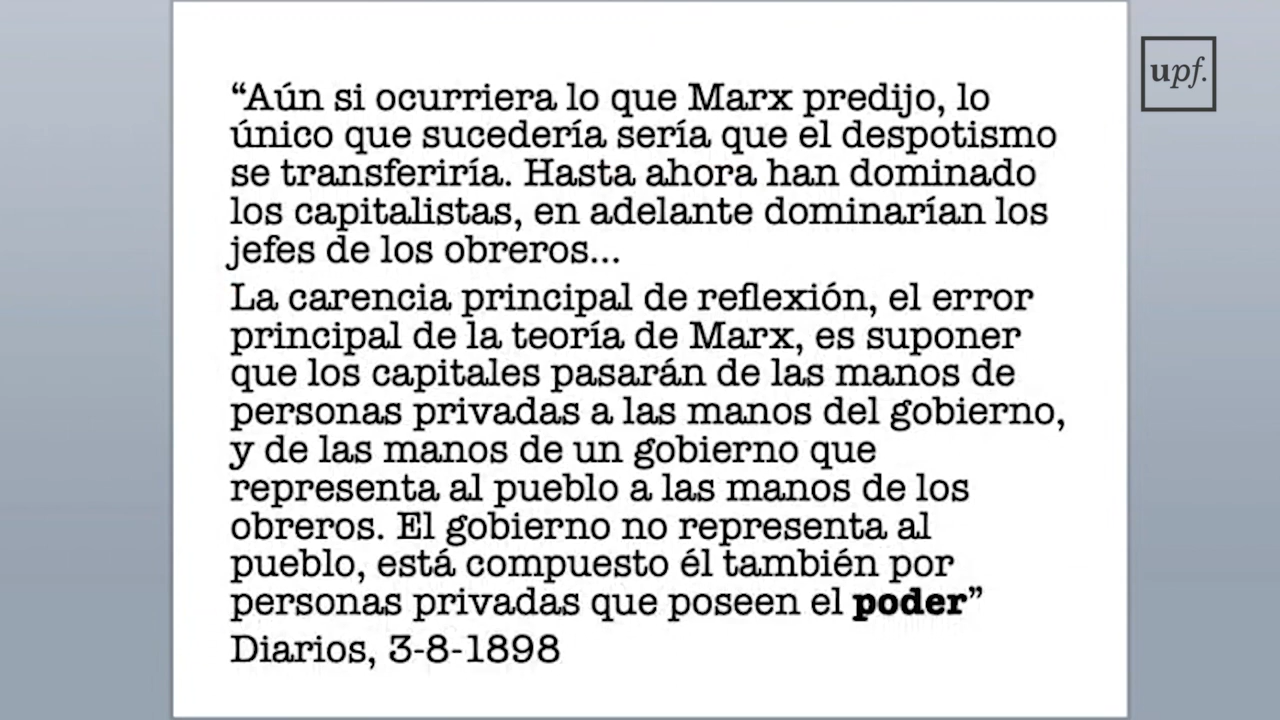 “Aún si ocurriera lo que Marx predijo, lo
único que sucedería sería que el despotismo
se transferiría. Hasta ahora han dominado
los capitalistas, en adelante dominarían los
jefes de los obreros...
La carencia principal de reflexión, el error
principal de la teoría de Marx, es suponer
que los capitales pasarán de las manos de
personas privadas a las manos del gobierno,
y de las manos de un gobierno que
representa al pueblo a las manos de los
obreros. El gobierno no representa al
pueblo, está compuesto él también por
personas privadas que poseen el poder”
Diarios, 3-8-1898
upf.